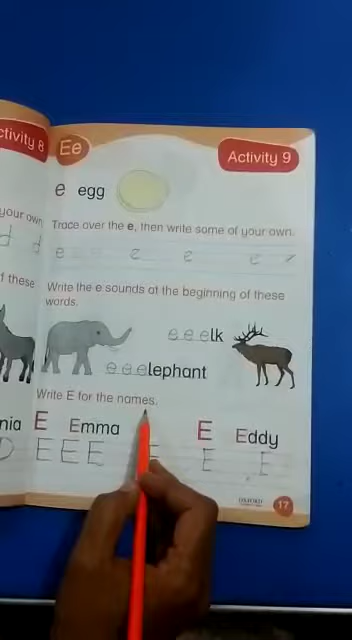 ctivity 8
Ee
Activity 9
e egg
your own
Trace over the e, then write some of your own.
d d
e e e e
f these
Write the e sounds at the beginning of these
words.
e e elk
e e elephant
Write E for the names.
nia
E Emma E Eddy
D
E E E E E E
17